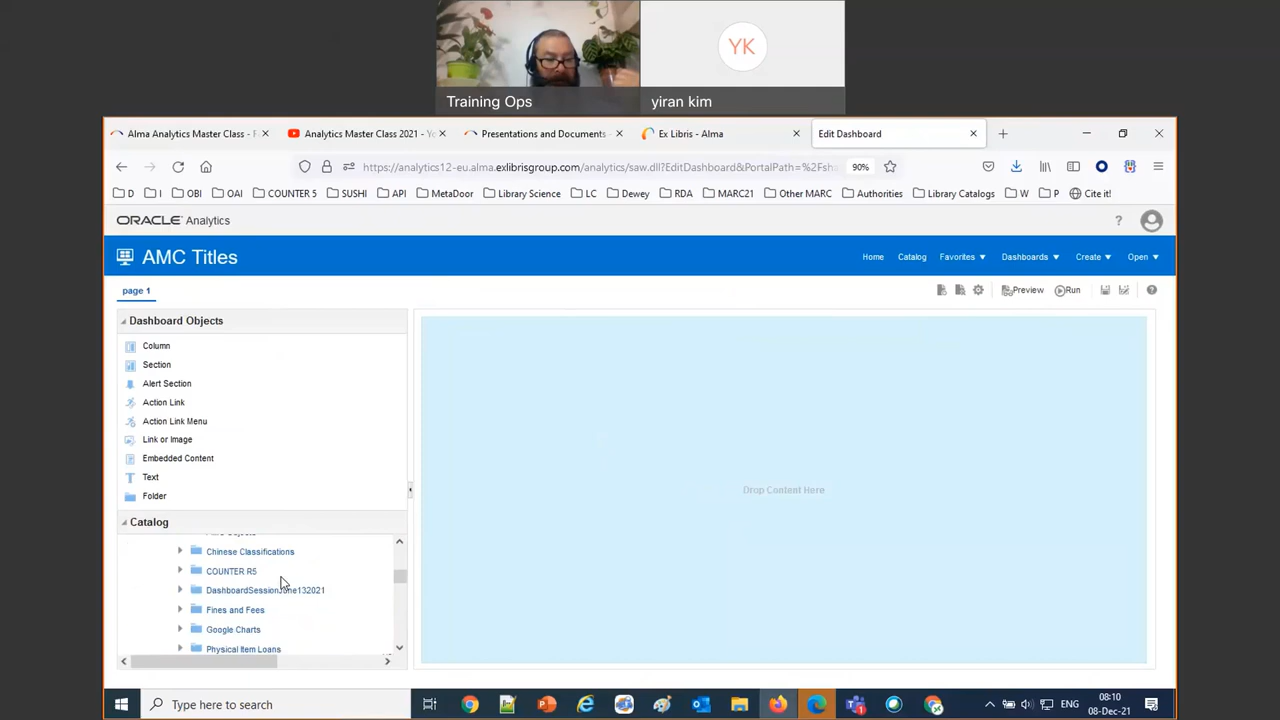 YK
Training Ops
yiran kim
Alma Analytics Master Class - F
Analytics Master Class 2021 - Yo
Presentations and Documents -
Ex Libris - Alma
Edit Dashboard
https://analytics12-eu.alma.exlibrisgroup.com/analytics/saw.dll?EditDashboard&PortalPath=%2Fsha
90%
D
I
OBI
OAI
COUNTER 5
SUSHI
API
MetaDoor
Library Science
LC
Dewey
RDA
MARC21
Other MARC
Authorities
Library Catalogs
W
P
Cite it!
ORACLE Analytics
?
AMC Titles
Home
Catalog
Favorites
Dashboards
Create
Open
page 1
Preview
Run
Dashboard Objects
Column
Section
Alert Section
Action Link
Action Link Menu
Link or Image
Embedded Content
Text
Folder
Drop Content Here
Catalog
Chinese Classifications
COUNTER R5
DashboardSessionJune132021
Fines and Fees
Google Charts
Physical Item Loans
Type here to search
ENG
08:10
08-Dec-21